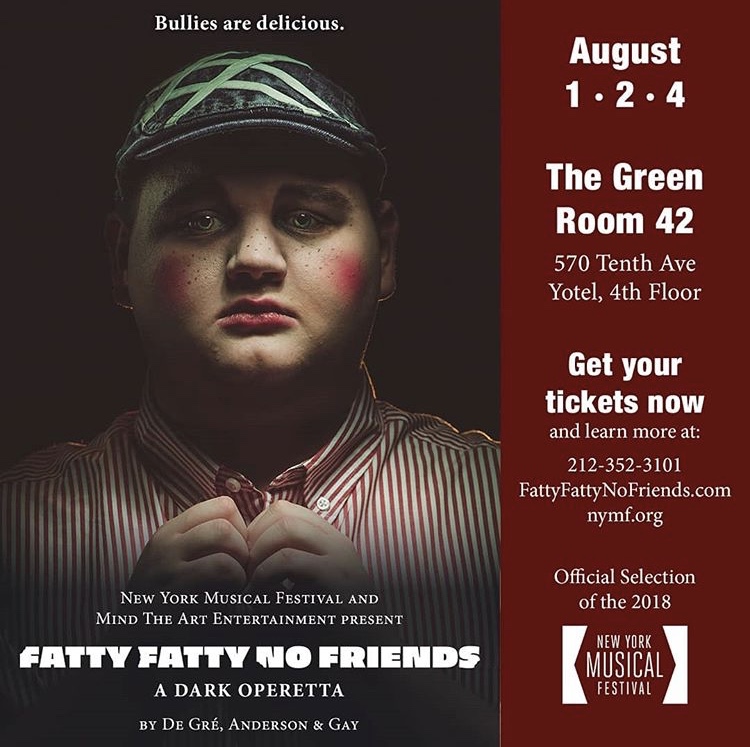 Bullies are delicious.
New York Musical Festival and
Mind The Art Entertainment present
FATTY FATTY NO FRIENDS
A DARK OPERETTA
by De Gré, Anderson & Gay
August
1 • 2 • 4
The Green
Room 42
570 Tenth Ave
Yotel, 4th Floor
Get your
tickets now
and learn more at:
212-352-3101
FattyFattyNoFriends.com
nymf.org
Official Selection
of the 2018
NEW YORK
MUSICAL
FESTIVAL